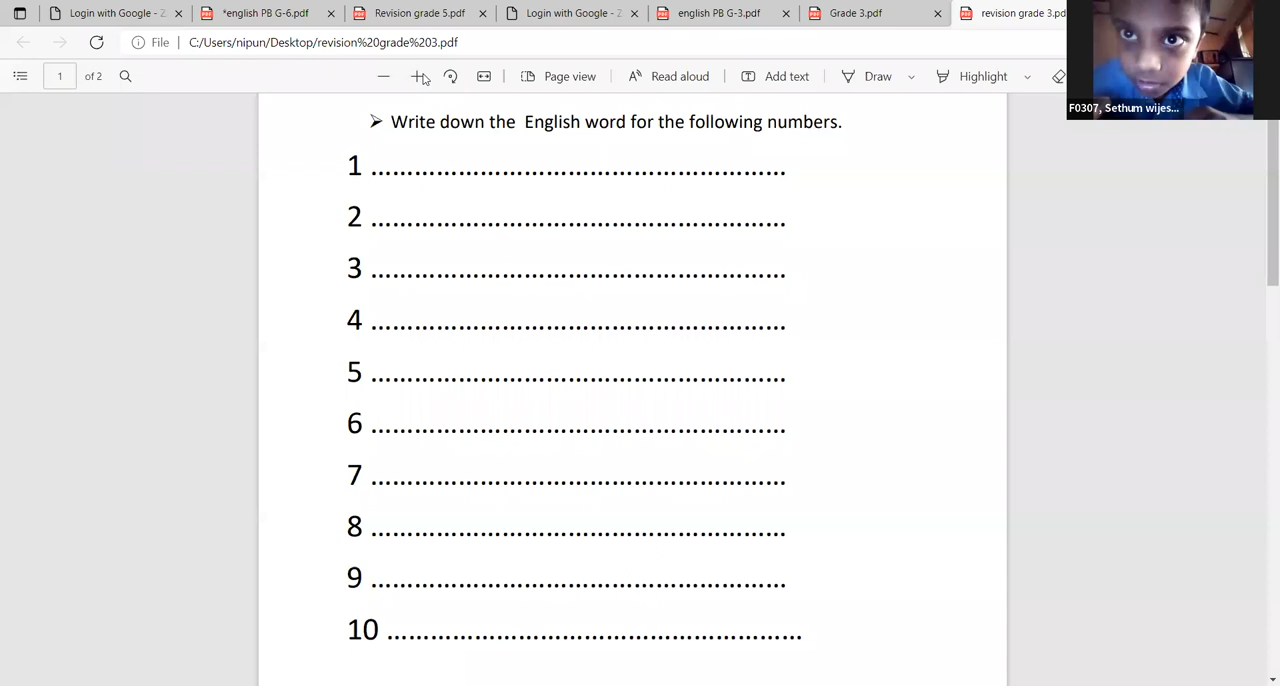 Login with Google - Z
*english PB G-6.pdf
Revision grade 5.pdf
Login with Google - Z
english PB G-3.pdf
Grade 3.pdf
revision grade 3.pd
File
C:/Users/nipun/Desktop/revision%20grade%203.pdf
1 of 2
Page view
Read aloud
Add text
Draw
Highlight
F0307, Sethum wijes...
➢ Write down the English word for the following numbers.
1 ………………………………………………….
2 ………………………………………………….
3 ………………………………………………….
4 ………………………………………………….
5 ………………………………………………….
6 ………………………………………………….
7 ………………………………………………….
8 ………………………………………………….
9 ………………………………………………….
10 ………………………………………………….